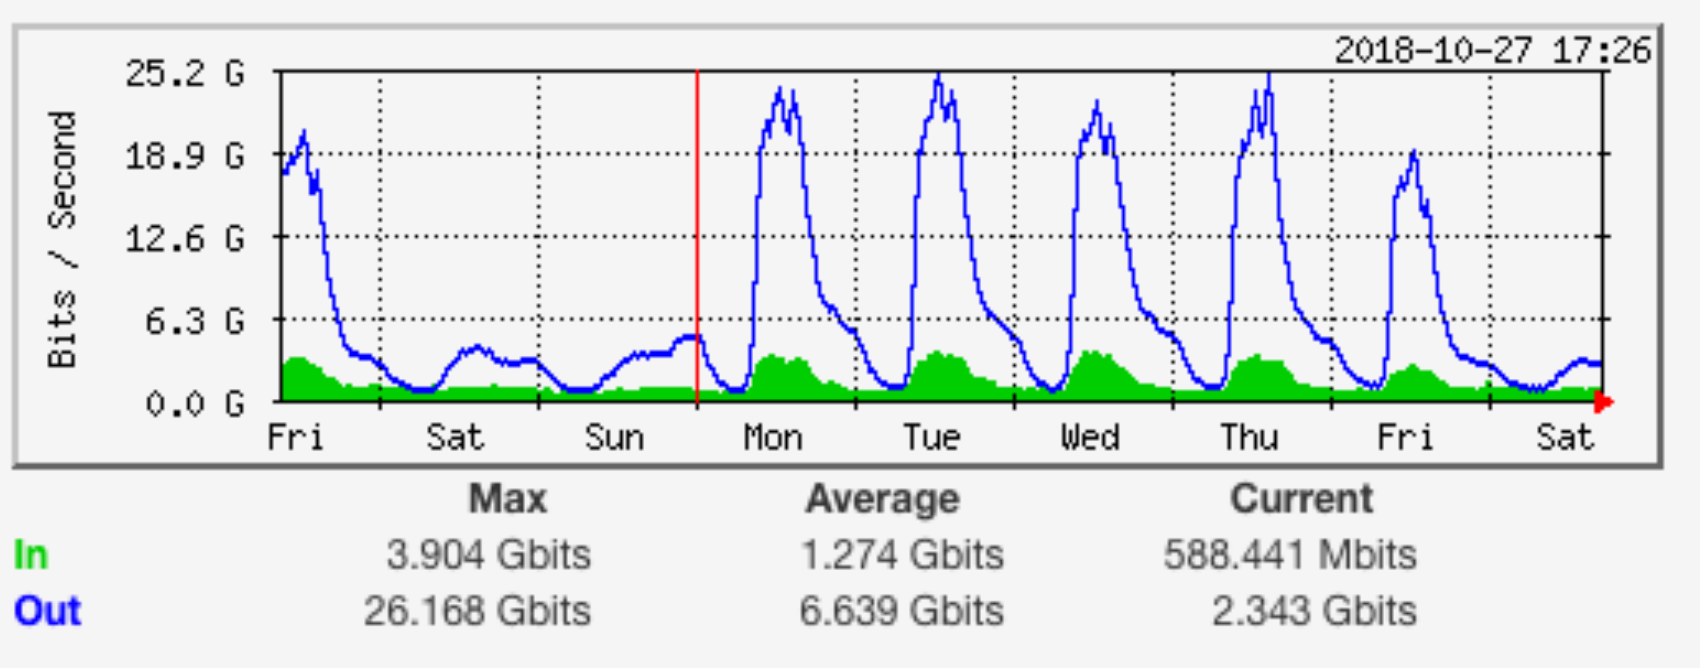 2018-10-27 17:26
25.2 G
18.9 G
12.6 G
6.3 G
0.0 G
Bits / Second
Fri Sat Sun Mon Tue Wed Thu Fri Sat
Max Average Current
In 3.904 Gbits 1.274 Gbits 588.441 Mbits
Out 26.168 Gbits 6.639 Gbits 2.343 Gbits